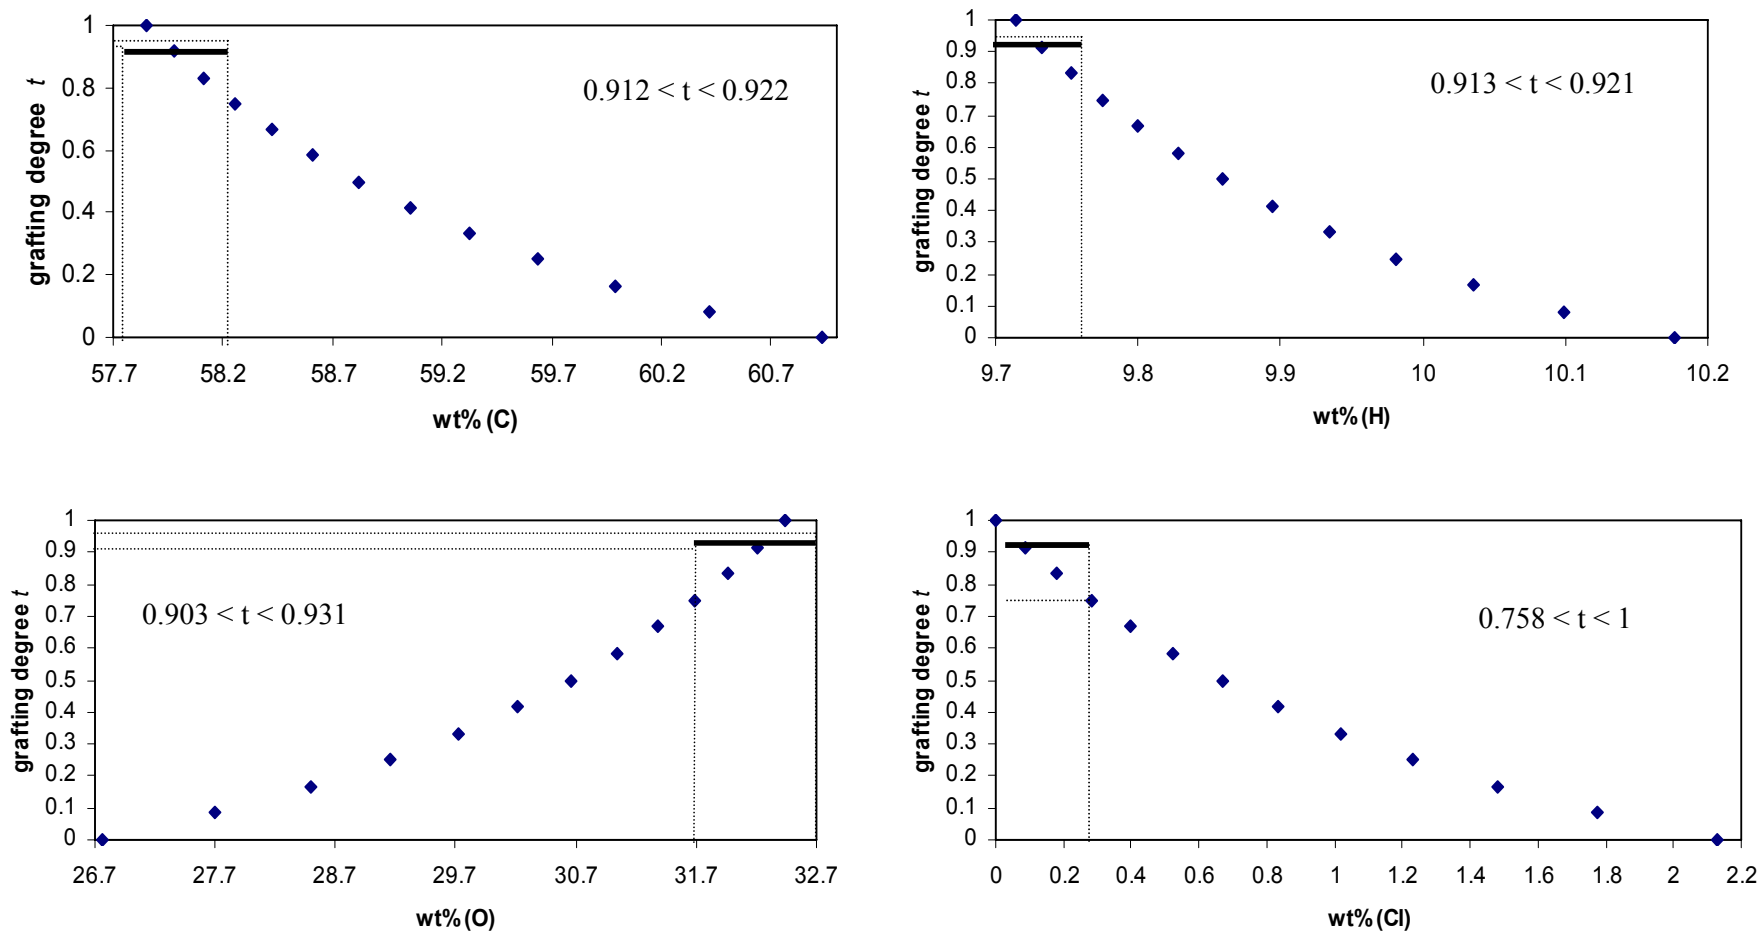 1
0.8
0.6
0.4
0.2
0
grafting degree t
0.912 < t < 0.922
57.7 58.2 58.7 59.2 59.7 60.2 60.7
wt% (C)
1
0.9
0.8
0.7
0.6
0.5
0.4
0.3
0.2
0.1
0
grafting degree t
0.913 < t < 0.921
9.7 9.8 9.9 10 10.1 10.2
wt% (H)
1
0.9
0.8
0.7
0.6
0.5
0.4
0.3
0.2
0.1
0
grafting degree t
0.903 < t < 0.931
26.7 27.7 28.7 29.7 30.7 31.7 32.7
wt% (O)
1
0.9
0.8
0.7
0.6
0.5
0.4
0.3
0.2
0.1
0
grafting degree t
0.758 < t < 1
0 0.2 0.4 0.6 0.8 1 1.2 1.4 1.6 1.8 2 2.2
wt% (Cl)